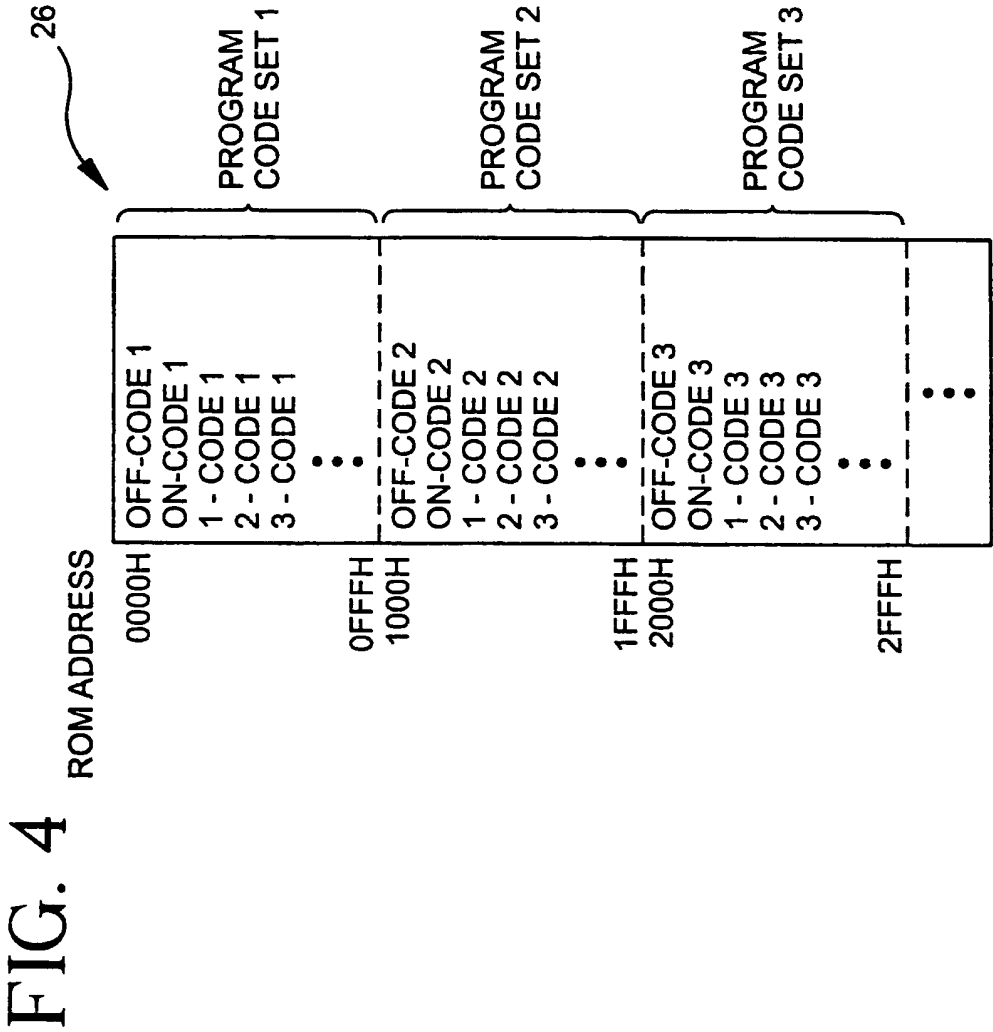 FIG. 4
26
ROM ADDRESS
0000H
OFF-CODE 1
ON-CODE 1
1 - CODE 1
2 - CODE 1
3 - CODE 1
PROGRAM
CODE SET 1
0FFFH
1000H
OFF-CODE 2
ON-CODE 2
1 - CODE 2
2 - CODE 2
3 - CODE 2
PROGRAM
CODE SET 2
1FFFH
2000H
OFF-CODE 3
ON-CODE 3
1 - CODE 3
2 - CODE 3
3 - CODE 3
PROGRAM
CODE SET 3
2FFFH